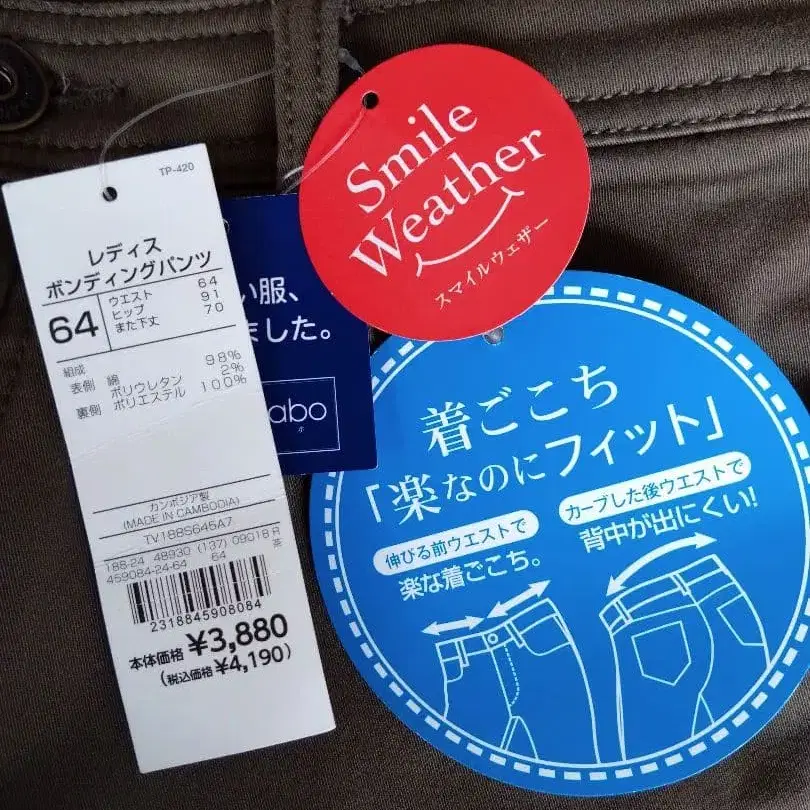 TP-420
レディス
ボンディングパンツ
64
ウエスト 64
ヒップ 91
また下丈 70
組成
表側 綿 98%
ポリウレタン 2%
裏側 ポリエステル 100%
カンボジア製
(MADE IN CAMBODIA)
TV188S645A7
188-24 48930 (137) 09018 R
459084-24-64 64 茶
2318845908084
本体価格 ¥3,880
(税込価格 ¥4,190)
い服、
ました。
abo
ボ
Smile
Weather
スマイルウェザー
着ごこち
「楽なのにフィット」
伸びる前ウエストで
楽な着ごこち。
カーブした後ウエストで
背中が出にくい!